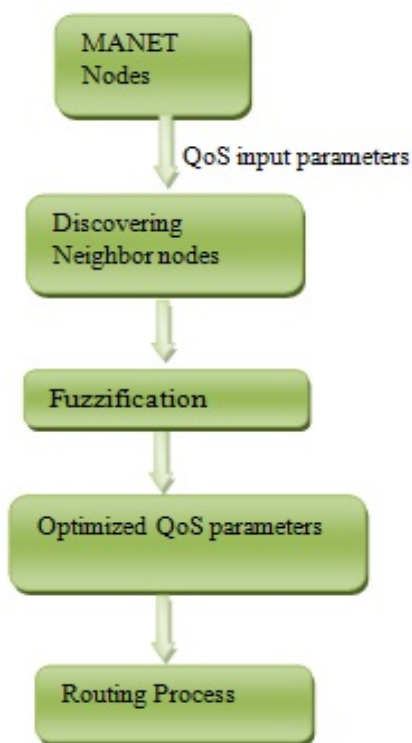 MANET
Nodes
QoS input parameters
Discovering
Neighbor nodes
Fuzzification
Optimized QoS parameters
Routing Process